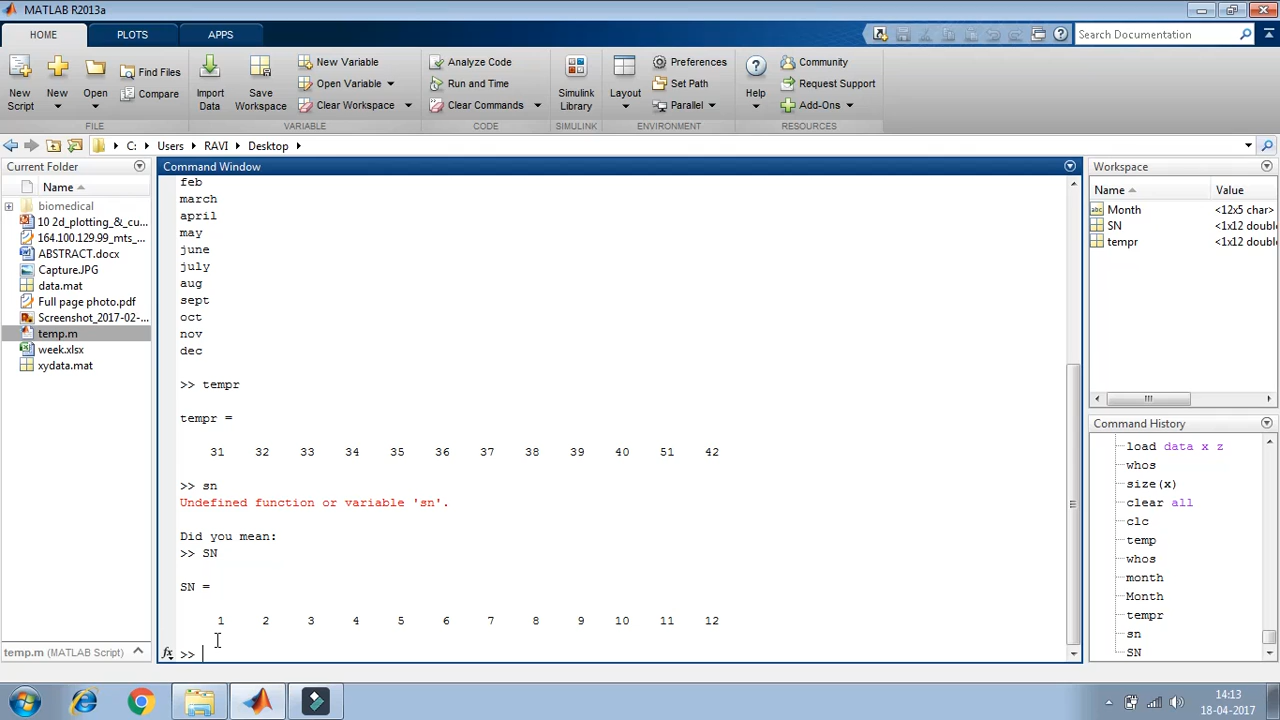 MATLAB R2013a
HOME PLOTS APPS
Search Documentation
New Script
New
Open
Find Files
Compare
FILE
Import Data
Save Workspace
New Variable
Open Variable
Clear Workspace
VARIABLE
Analyze Code
Run and Time
Clear Commands
CODE
Simulink Library
SIMULINK
Layout
Preferences
Set Path
Parallel
ENVIRONMENT
Help
Community
Request Support
Add-Ons
RESOURCES
C: Users RAVI Desktop
Current Folder
Name
biomedical
10 2d_plotting_&_cu...
164.100.129.99_mts_...
ABSTRACT.docx
Capture.JPG
data.mat
Full page photo.pdf
Screenshot_2017-02-...
temp.m
week.xlsx
xydata.mat
temp.m (MATLAB Script)
Command Window
feb
march
april
may
june
july
aug
sept
oct
nov
dec
>> tempr
tempr =
31 32 33 34 35 36 37 38 39 40 51 42
>> sn
Undefined function or variable 'sn'.
Did you mean:
>> SN
SN =
1 2 3 4 5 6 7 8 9 10 11 12
fx >>
Workspace
Name Value
Month <12x5 char>
SN <1x12 double
tempr <1x12 double
Command History
load data x z
whos
size(x)
clear all
clc
temp
whos
month
Month
tempr
sn
SN
14:13
18-04-2017